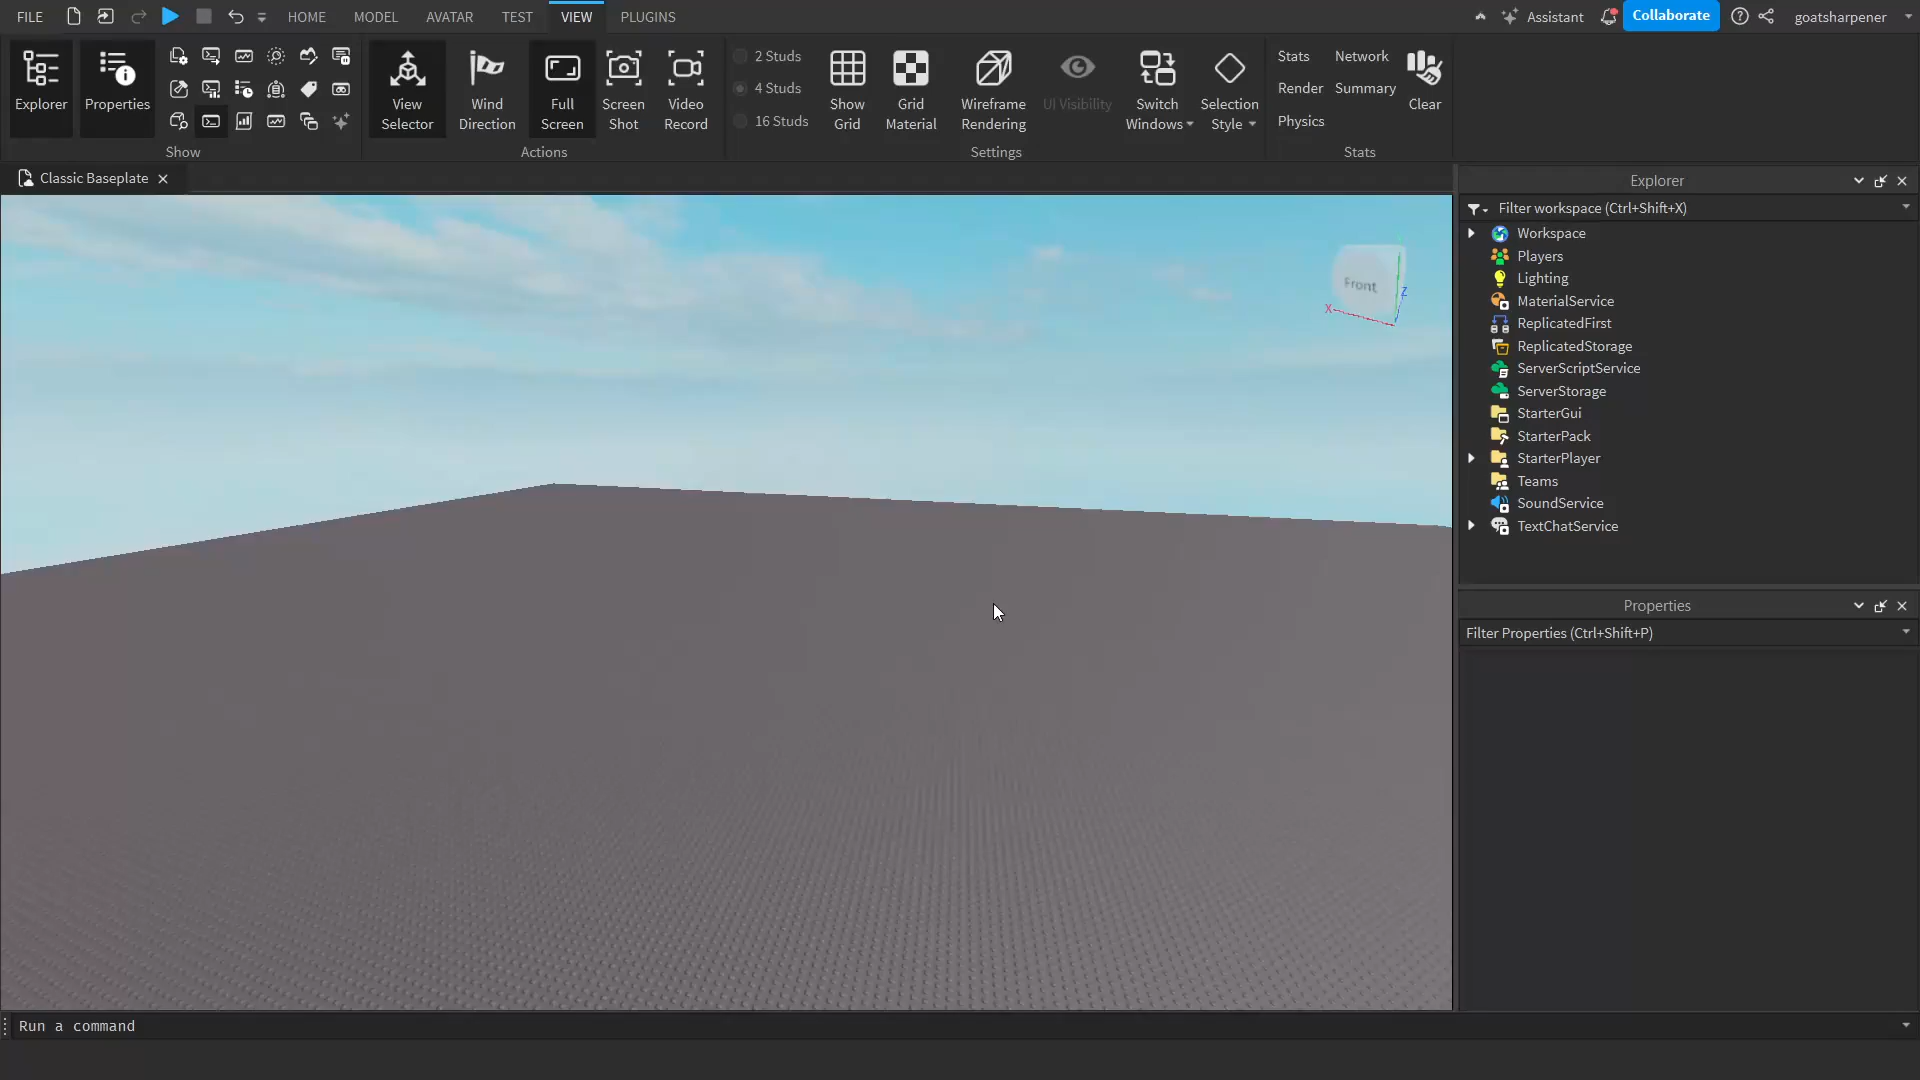 FILE HOME MODEL AVATAR TEST VIEW PLUGINS Assistant Collaborate goatsharpener
Explorer
Properties
Show
View
Selector
Wind
Direction
Full
Screen
Screen
Shot
Video
Record
Actions
2 Studs
4 Studs
16 Studs
Show
Grid
Grid
Material
Wireframe
Rendering
UI Visibility
Switch
Windows
Selection
Style
Settings
Stats Network
Render Summary
Physics
Clear
Stats
Classic Baseplate
Front
X
Z
Explorer
Filter workspace (Ctrl+Shift+X)
Workspace
Players
Lighting
MaterialService
ReplicatedFirst
ReplicatedStorage
ServerScriptService
ServerStorage
StarterGui
StarterPack
StarterPlayer
Teams
SoundService
TextChatService
Properties
Filter Properties (Ctrl+Shift+P)
Run a command